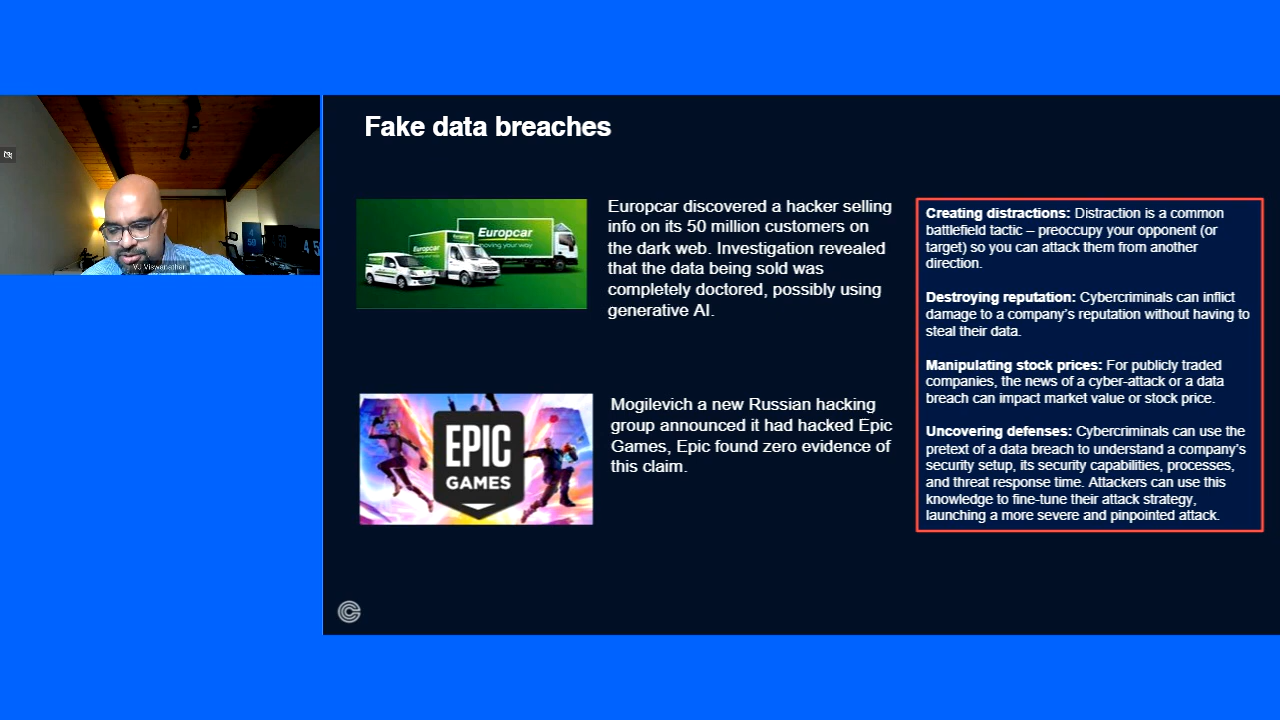 Fake data breaches
Europcar
moving your way
Europcar
Europcar discovered a hacker selling
info on its 50 million customers on
the dark web. Investigation revealed
that the data being sold was
completely doctored, possibly using
generative AI.
EPIC
GAMES
Mogilevich a new Russian hacking
group announced it had hacked Epic
Games, Epic found zero evidence of
this claim.
Creating distractions: Distraction is a common
battlefield tactic – preoccupy your opponent (or
target) so you can attack them from another
direction.
Destroying reputation: Cybercriminals can inflict
damage to a company's reputation without having to
steal their data.
Manipulating stock prices: For publicly traded
companies, the news of a cyber-attack or a data
breach can impact market value or stock price.
Uncovering defenses: Cybercriminals can use the
pretext of a data breach to understand a company's
security setup, its security capabilities, processes,
and threat response time. Attackers can use this
knowledge to fine-tune their attack strategy,
launching a more severe and pinpointed attack.